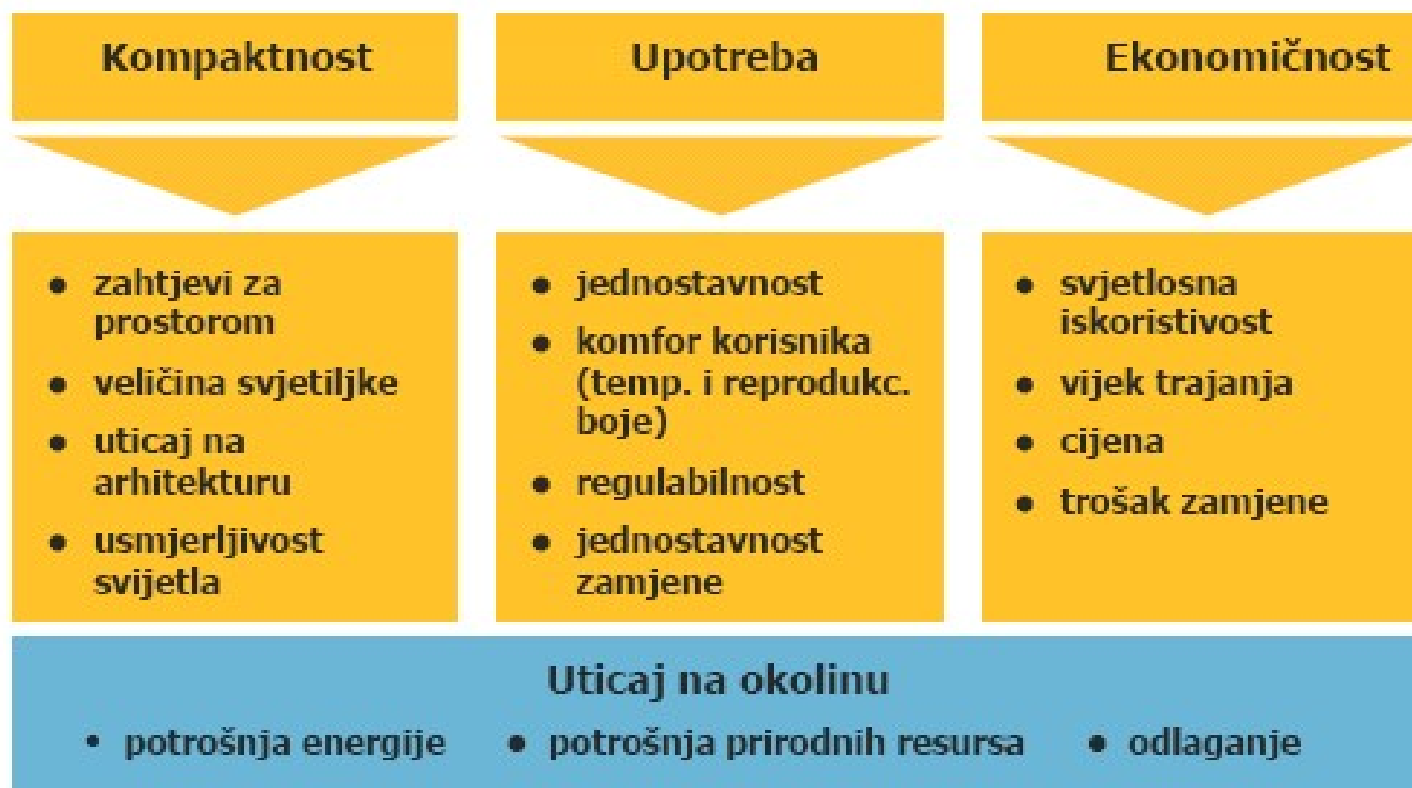 Kompaktnost
Upotreba
Ekonomičnost
● zahtjevi za
prostorom
● veličina svjetiljke
● uticaj na
arhitekturu
● usmjerljivost
svijetla
● jednostavnost
● komfor korisnika
(temp. i reprodukc.
boje)
● regulabilnost
● jednostavnost
zamjene
● svjetlosna
iskoristivost
● vijek trajanja
● cijena
● trošak zamjene
Uticaj na okolinu
• potrošnja energije ● potrošnja prirodnih resursa ● odlaganje